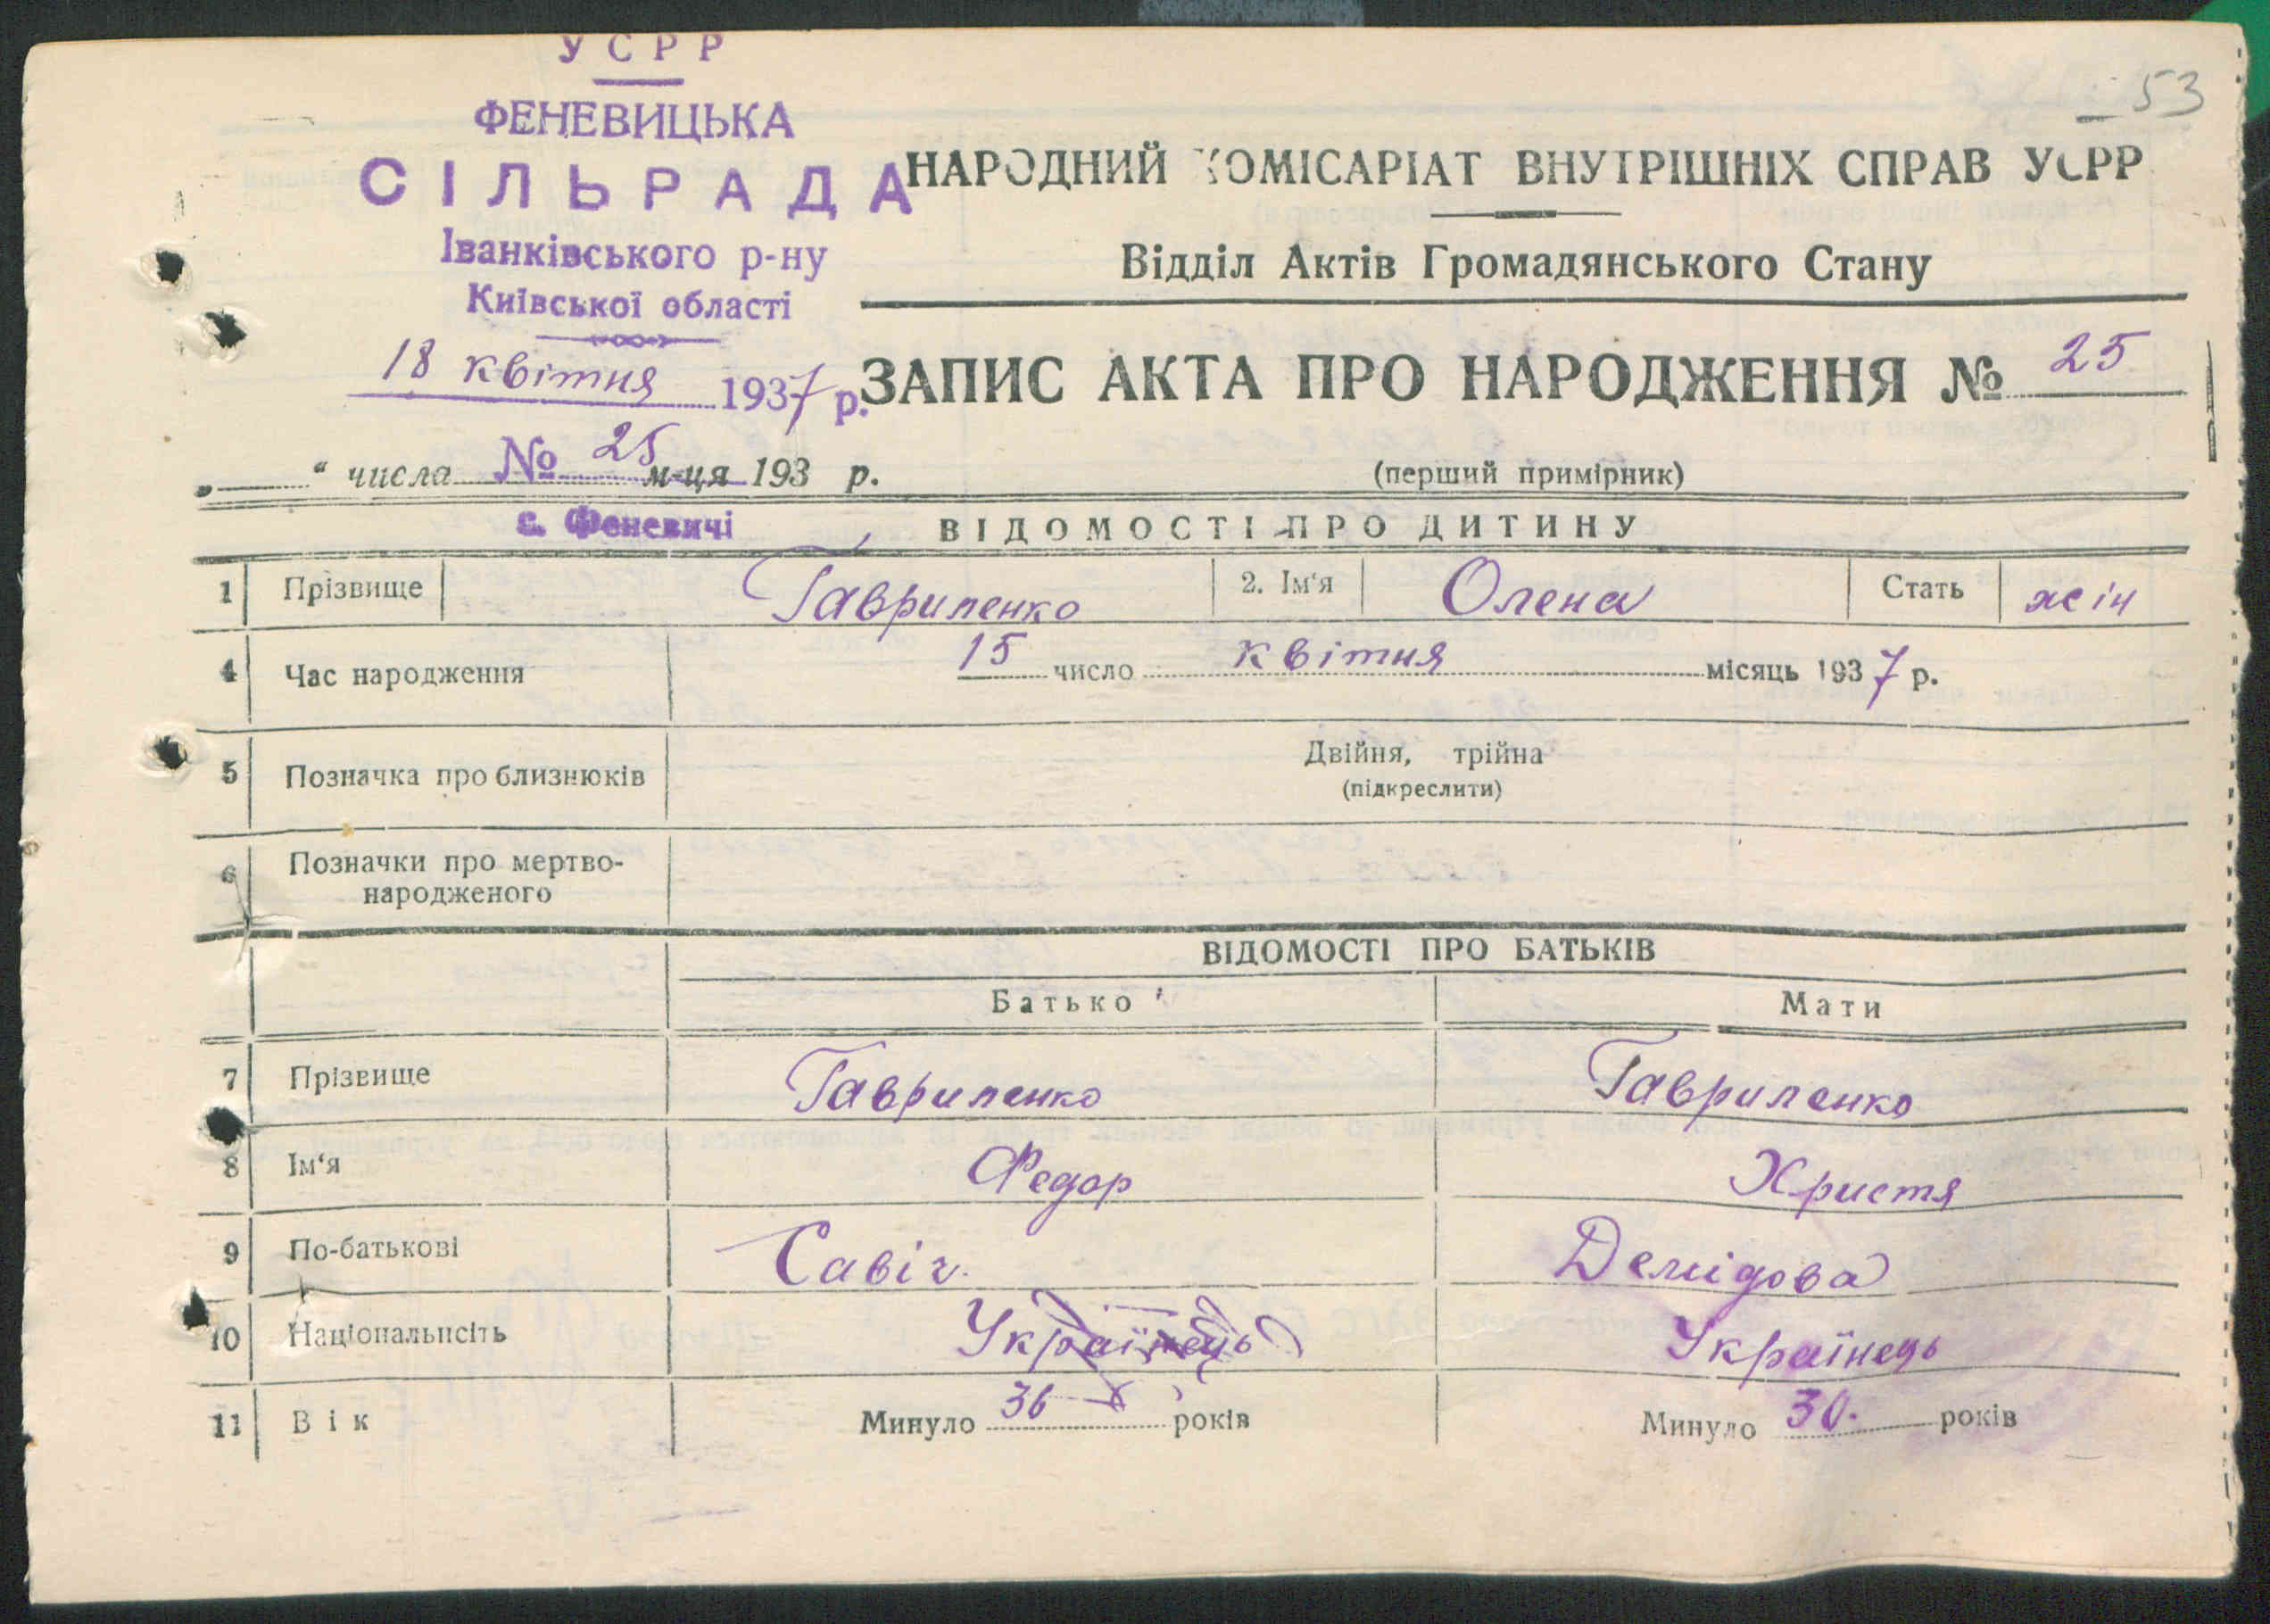 53
УСРР
ФЕНЕВИЦЬКА
СІЛЬРАДА
Іванківського р-ну
Київської області
18 квітня 1937 р.
№ 25
с. Феневичі
НАРОДНИЙ КОМІСАРІАТ ВНУТРІШНІХ СПРАВ УСРР
Відділ Актів Громадянського Стану
ЗАПИС АКТА ПРО НАРОДЖЕННЯ № 25
„ “ числа м-ця 193 р.
(перший примірник)
ВІДОМОСТІ ПРО ДИТИНУ
1 Прізвище Гавриленко 2. Ім‘я Олена Стать жін
4 Час народження 15 число квітня місяць 1937 р.
5 Позначка про близнюків Двійня, трійна
(підкреслити)
6 Позначки про мертво-
народженого
ВІДОМОСТІ ПРО БАТЬКІВ
Батько Мати
7 Прізвище Гавриленко Гавриленко
8 Ім‘я Федор Христя
9 По-батькові Савіч. Демідова
10 Національнсіть Українець Українець
11 Вік Минуло 36 років Минуло 30. років